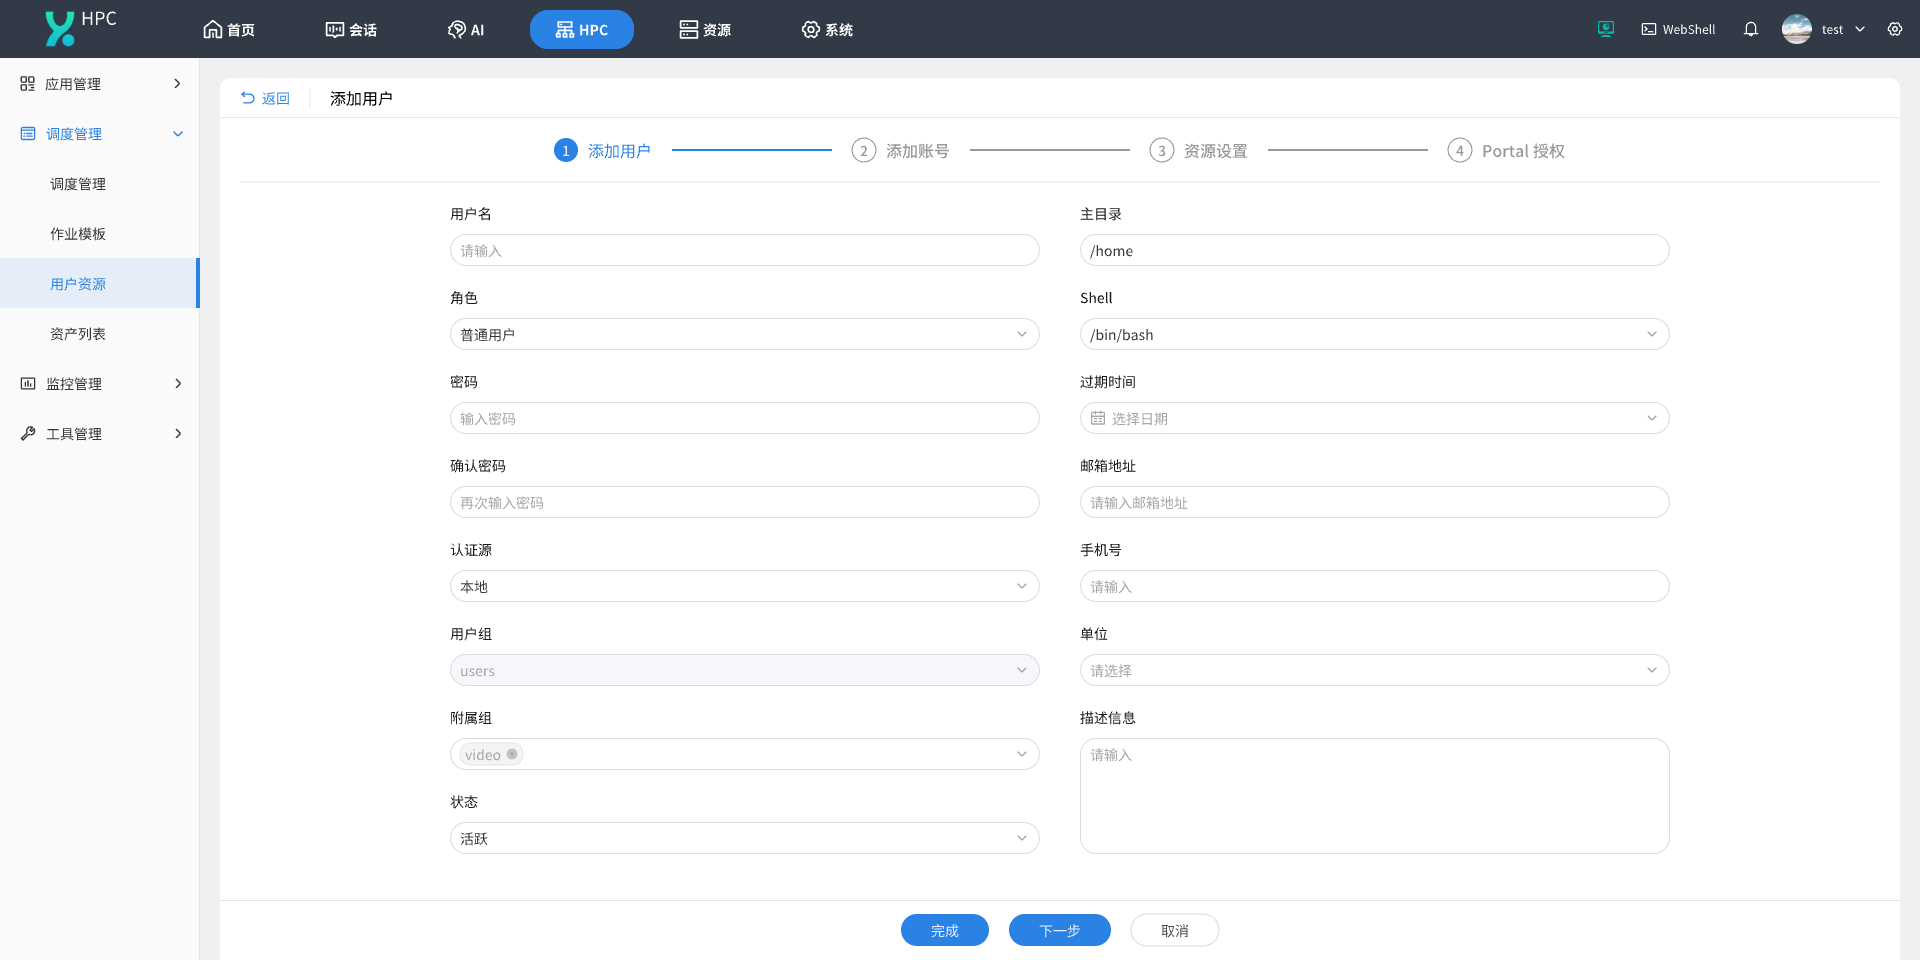 HPC
首页
会话
AI
HPC
资源
系统
WebShell
test
应用管理
调度管理
调度管理
作业模板
用户资源
资产列表
监控管理
工具管理
返回
添加用户
1 添加用户
2 添加账号
3 资源设置
4 Portal 授权
用户名
请输入
角色
普通用户
密码
输入密码
确认密码
再次输入密码
认证源
本地
用户组
users
附属组
video
状态
活跃
主目录
/home
Shell
/bin/bash
过期时间
选择日期
邮箱地址
请输入邮箱地址
手机号
请输入
单位
请选择
描述信息
请输入
完成
下一步
取消